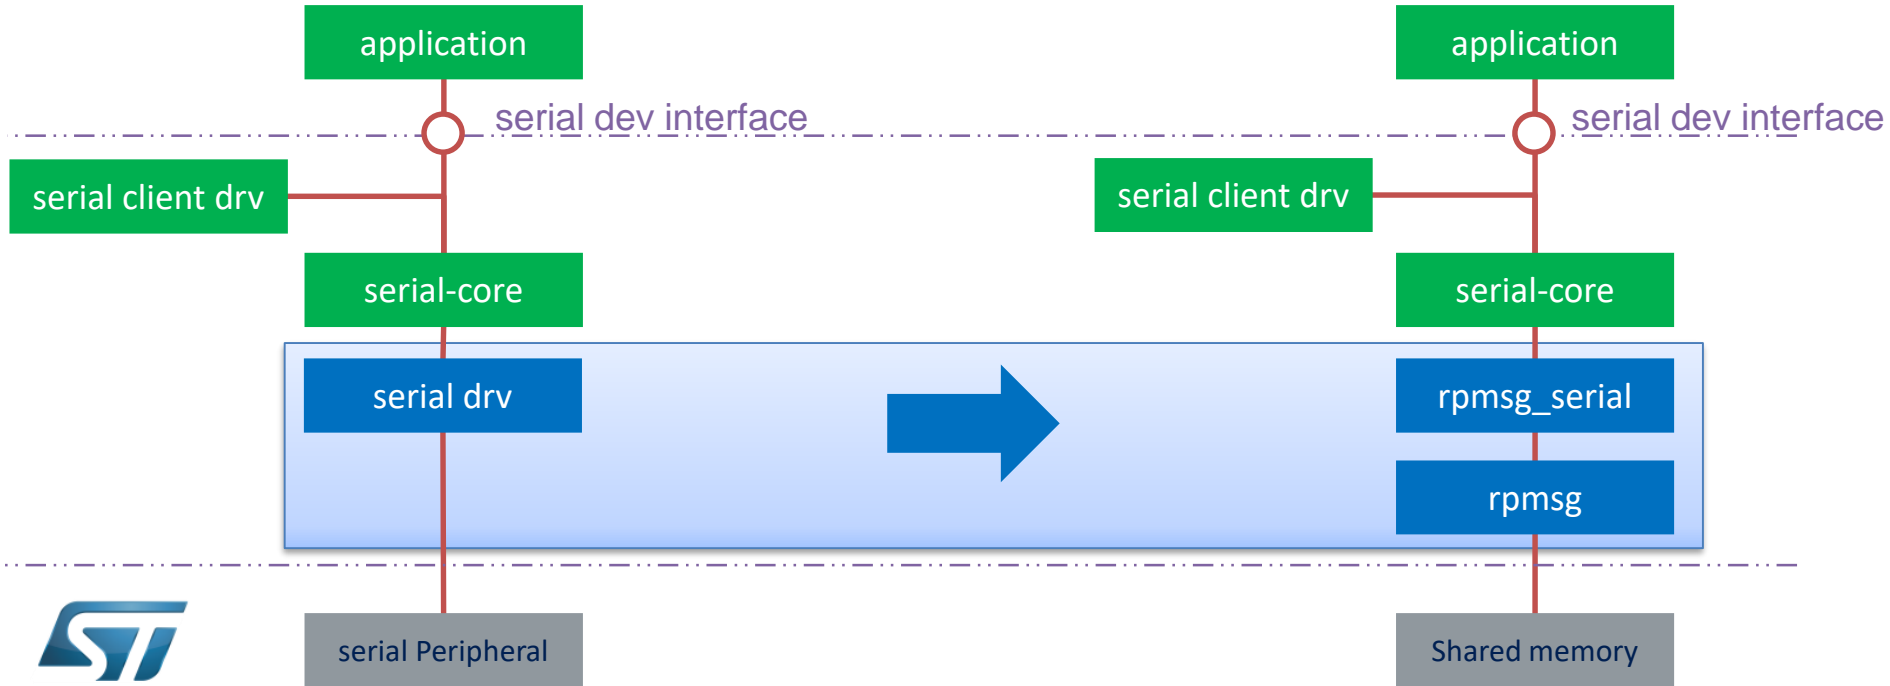 application
serial dev interface
serial client drv
serial-core
serial drv
serial Peripheral
application
serial dev interface
serial client drv
serial-core
rpmsg_serial
rpmsg
Shared memory
ST